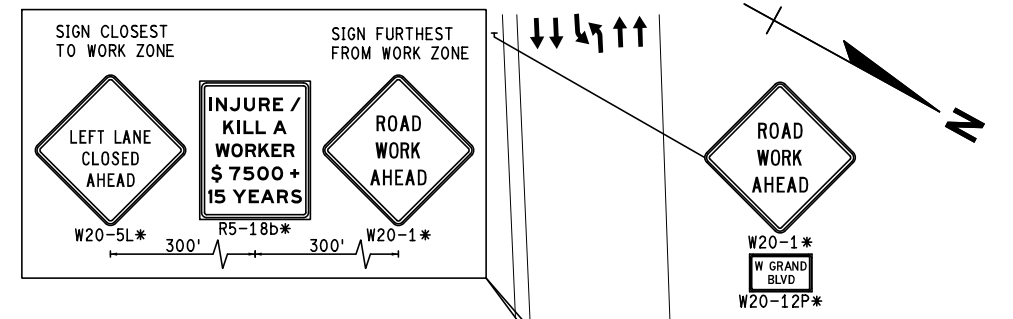 SIGN CLOSEST
TO WORK ZONE
SIGN FURTHEST
FROM WORK ZONE
LEFT LANE
CLOSED
AHEAD
INJURE /
KILL A
WORKER
$ 7500 +
15 YEARS
ROAD
WORK
AHEAD
W20-5L*
R5-18b*
W20-1*
300'
300'
ROAD
WORK
AHEAD
W20-1*
W GRAND
BLVD
W20-12P*
N